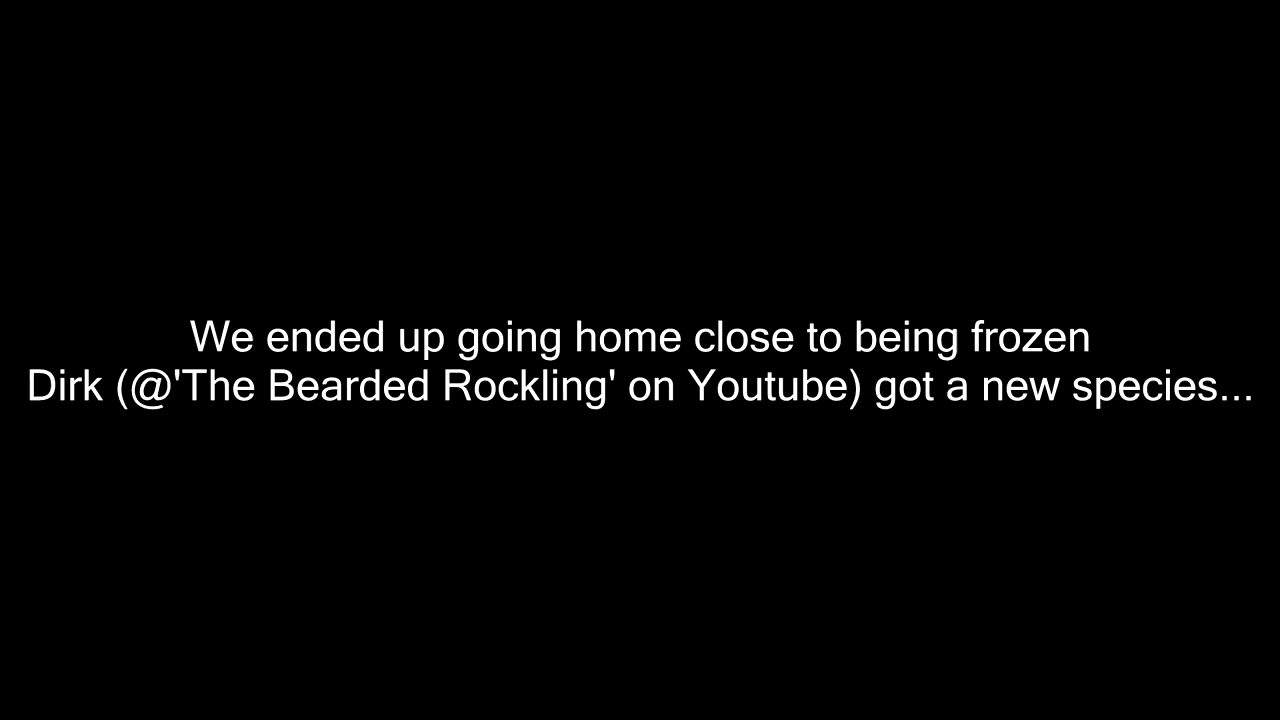 We ended up going home close to being frozen
Dirk (@'The Bearded Rockling' on Youtube) got a new species...